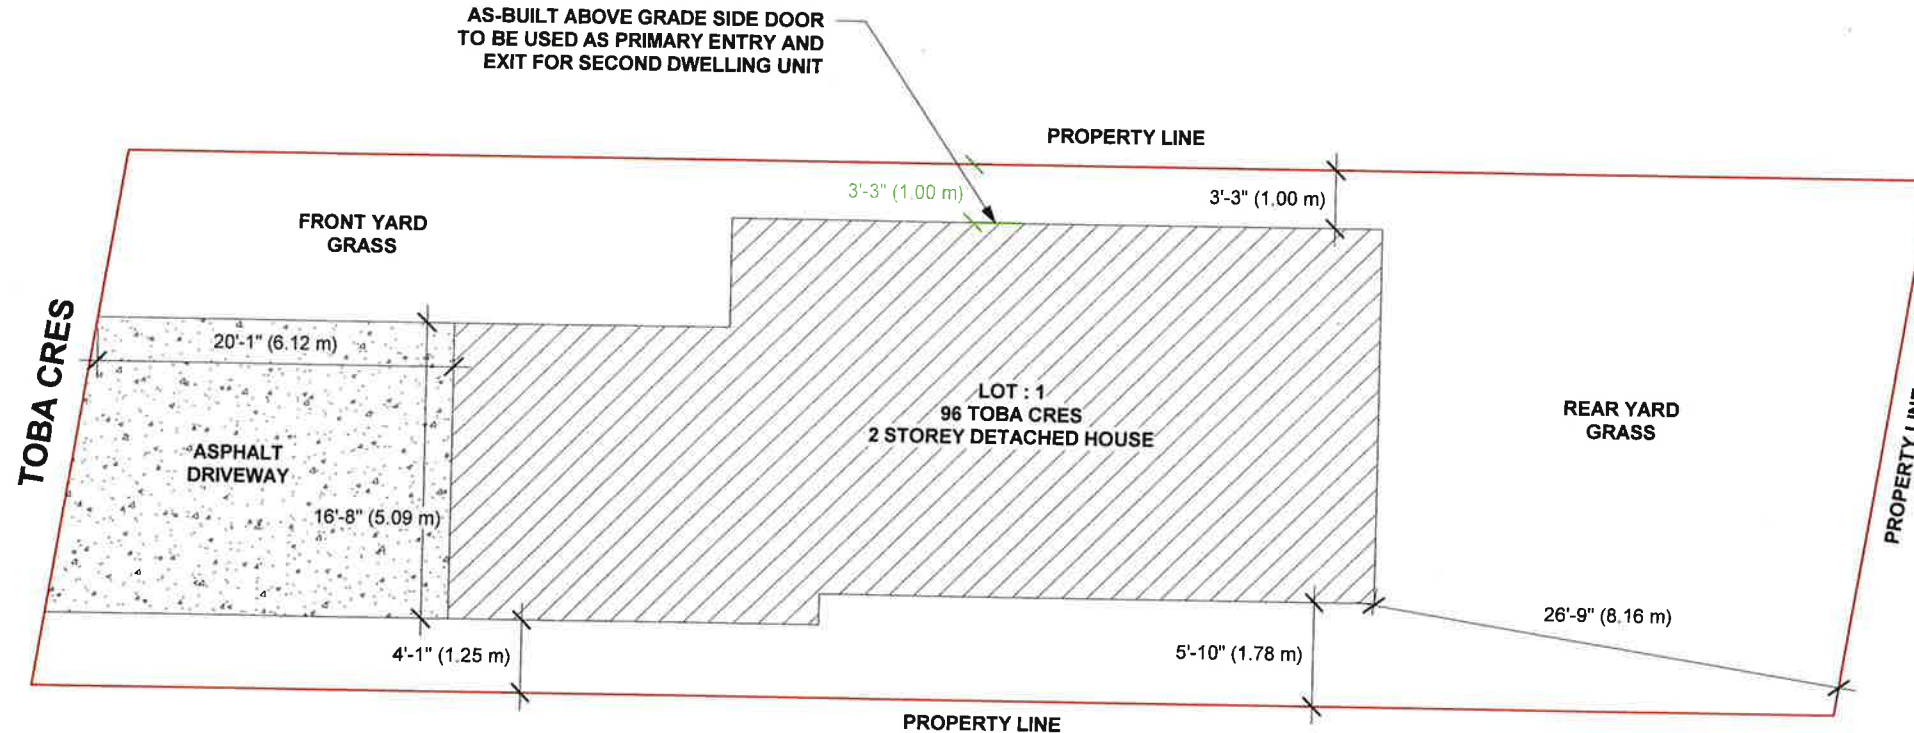 AS-BUILT ABOVE GRADE SIDE DOOR
TO BE USED AS PRIMARY ENTRY AND
EXIT FOR SECOND DWELLING UNIT
PROPERTY LINE
3'-3" (1.00 m)
3'-3" (1.00 m)
FRONT YARD
GRASS
TOBA CRES
20'-1" (6.12 m)
ASPHALT
DRIVEWAY
16'-8" (5.09 m)
LOT : 1
96 TOBA CRES
2 STOREY DETACHED HOUSE
REAR YARD
GRASS
PROPERTY LINE
26'-9" (8.16 m)
4'-1" (1.25 m)
5'-10" (1.78 m)
PROPERTY LINE